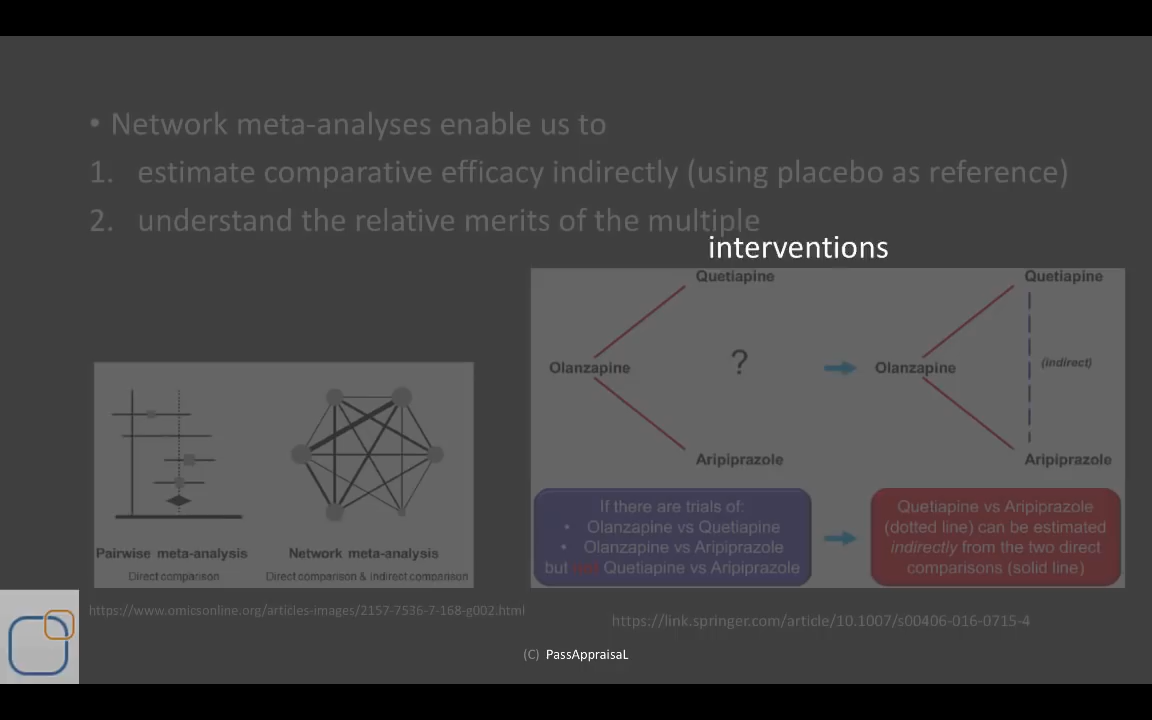 • Network meta-analyses enable us to
1. estimate comparative efficacy indirectly (using placebo as reference)
2. understand the relative merits of the multiple
interventions
Quetiapine
Olanzapine
?
Aripiprazole
Quetiapine
Olanzapine
(indirect)
Aripiprazole
If there are trials of:
• Olanzapine vs Quetiapine
• Olanzapine vs Aripiprazole
but not Quetiapine vs Aripiprazole
Quetiapine vs Aripiprazole
(dotted line) can be estimated
indirectly from the two direct
comparisons (solid line)
Pairwise meta-analysis
Direct comparison
Network meta-analysis
Direct comparison & indirect comparison
https://www.omicsonline.org/articles-images/2157-7536-7-168-g002.html
https://link.springer.com/article/10.1007/s00406-016-0715-4
(C) PassAppraisaL